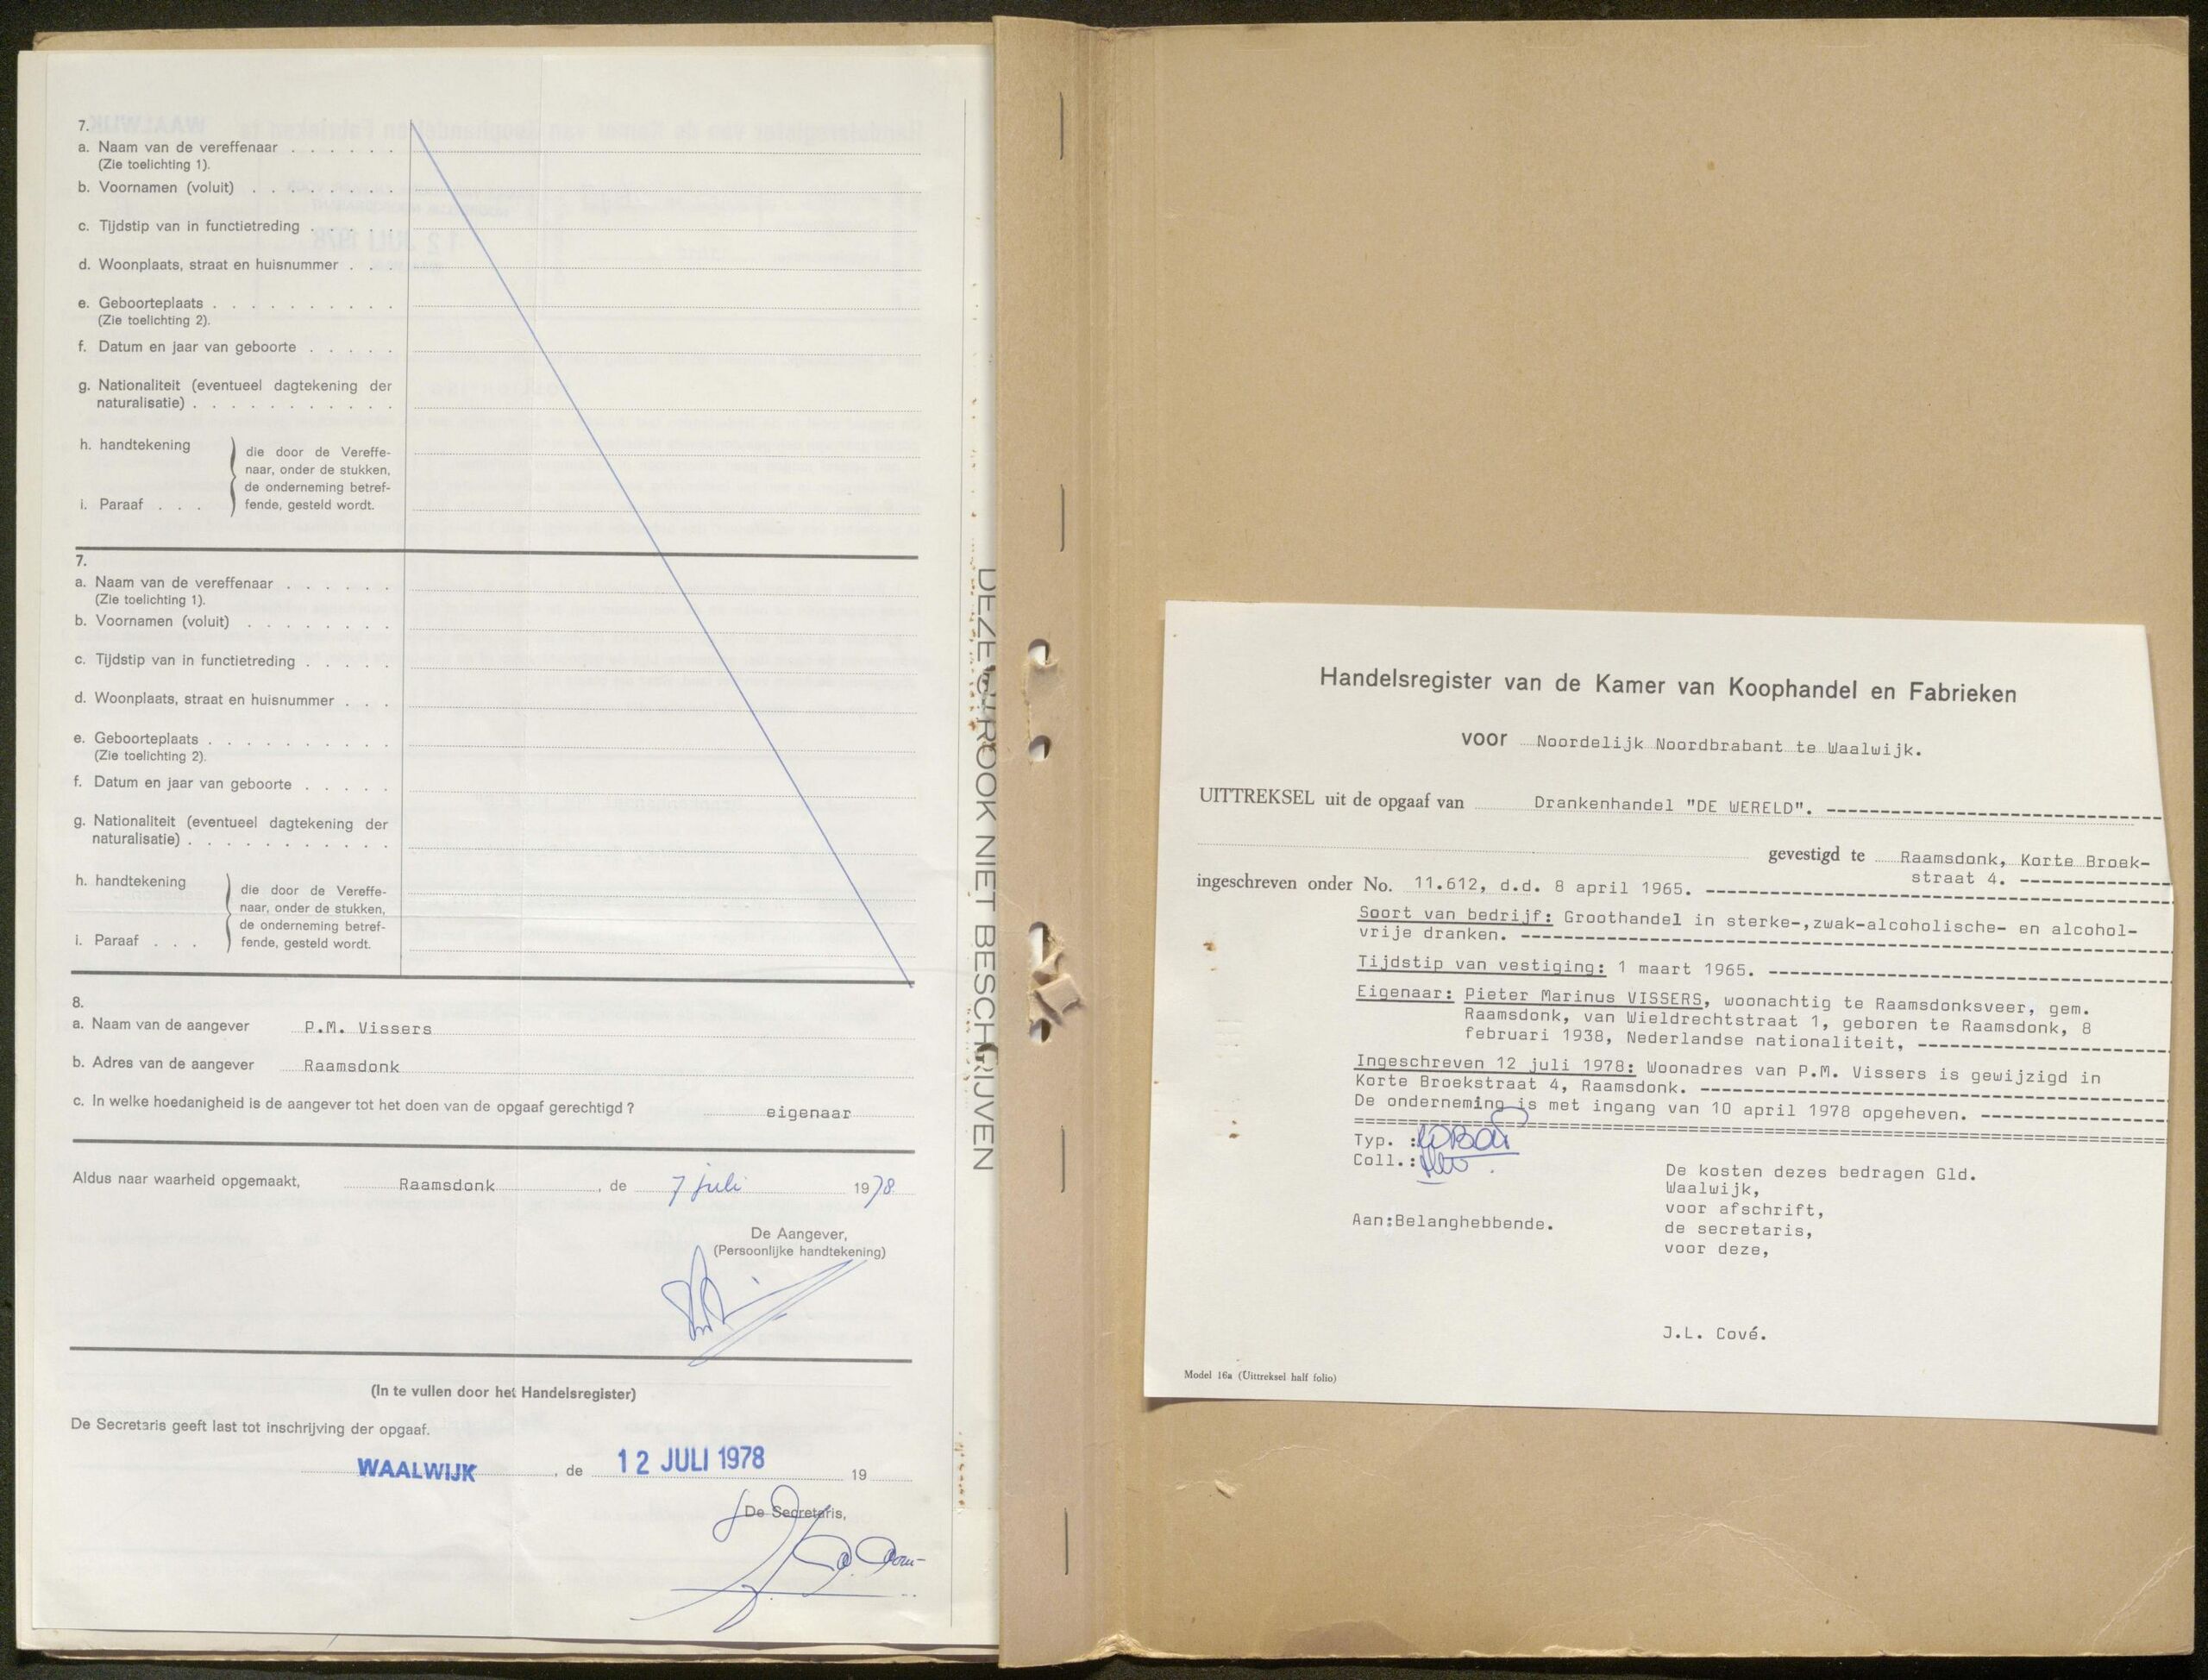 7.
a. Naam van de vereffenaar . . . . . .
(Zie toelichting 1).
b. Voornamen (voluit) . . . . . . . .
c. Tijdstip van in functietreding . . . . .
d. Woonplaats, straat en huisnummer . . .
e. Geboorteplaats . . . . . . . . . .
(Zie toelichting 2).
f. Datum en jaar van geboorte . . . . .
g. Nationaliteit (eventueel dagtekening der
naturalisatie) . . . . . . . . . . .
h. handtekening
die door de Vereffe-
naar, onder de stukken,
de onderneming betref-
i. Paraaf . . . fende, gesteld wordt.
7.
a. Naam van de vereffenaar . . . . . .
(Zie toelichting 1).
b. Voornamen (voluit) . . . . . . . .
c. Tijdstip van in functietreding . . . . .
d. Woonplaats, straat en huisnummer . . .
e. Geboorteplaats . . . . . . . . . .
(Zie toelichting 2).
f. Datum en jaar van geboorte . . . . .
g. Nationaliteit (eventueel dagtekening der
naturalisatie) . . . . . . . . . . .
h. handtekening
die door de Vereffe-
naar, onder de stukken,
de onderneming betref-
i. Paraaf . . . fende, gesteld wordt.
8.
a. Naam van de aangever P.M. Vissers
b. Adres van de aangever Raamsdonk
c. In welke hoedanigheid is de aangever tot het doen van de opgaaf gerechtigd ? eigenaar
Aldus naar waarheid opgemaakt, Raamsdonk, de 7 juli 1978
De Aangever,
(Persoonlijke handtekening)
(In te vullen door het Handelsregister)
De Secretaris geeft last tot inschrijving der opgaaf.
WAALWIJK, de 12 JULI 1978 19
De Secretaris,
DEZE STROOK NIET BESCHRIJVEN
Handelsregister van de Kamer van Koophandel en Fabrieken
voor Noordelijk Noordbrabant te Waalwijk.
UITTREKSEL uit de opgaaf van Drankenhandel "DE WERELD".
gevestigd te Raamsdonk, Korte Broek-
straat 4.
ingeschreven onder No. 11.612, d.d. 8 april 1965.
Soort van bedrijf: Groothandel in sterke-,zwak-alcoholische- en alcohol-
vrije dranken.
Tijdstip van vestiging: 1 maart 1965.
Eigenaar: Pieter Marinus VISSERS, woonachtig te Raamsdonksveer, gem.
Raamsdonk, van Wieldrechtstraat 1, geboren te Raamsdonk, 8
februari 1938, Nederlandse nationaliteit,
Ingeschreven 12 juli 1978: Woonadres van P.M. Vissers is gewijzigd in
Korte Broekstraat 4, Raamsdonk.
De onderneming is met ingang van 10 april 1978 opgeheven.
Typ. :
Coll.:
De kosten dezes bedragen Gld.
Waalwijk,
voor afschrift,
Aan:Belanghebbende.
de secretaris,
voor deze,
J.L. Cové.
Model 16a (Uittreksel half folio)